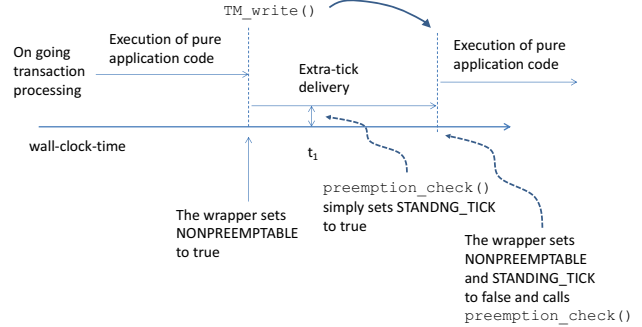 TM_write()
On going
transaction
processing
Execution of pure
application code
Extra-tick
delivery
Execution of pure
application code
wall-clock-time
t1
The wrapper sets
NONPREEMPTABLE
to true
preemption_check()
simply sets STANDNG_TICK
to true
The wrapper sets
NONPREEMPTABLE
and STANDING_TICK
to false and calls
preemption_check()